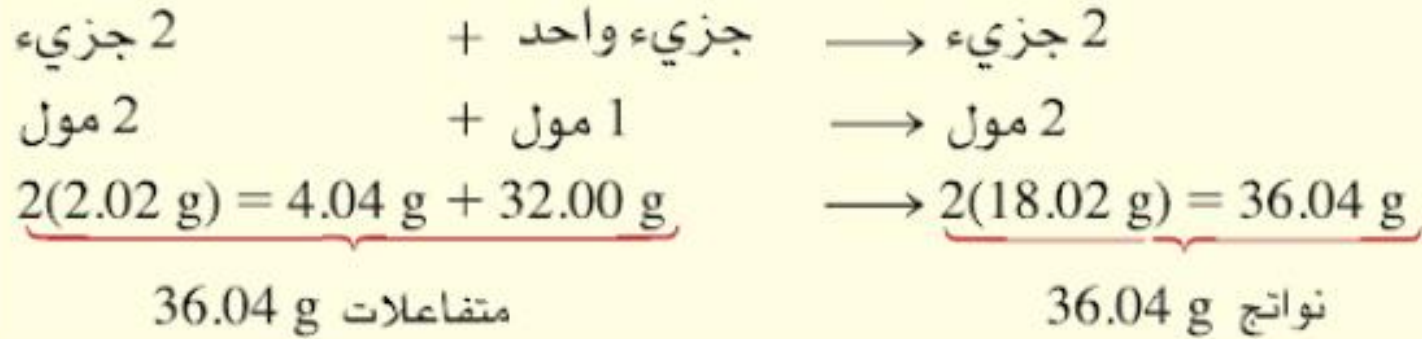 2 جزيء + جزيء واحد ⟶ 2 جزيء
2 مول + 1 مول ⟶ 2 مول
2(2.02 g) = 4.04 g + 32.00 g ⟶ 2(18.02 g) = 36.04 g
36.04 g متفاعلات 36.04 g نواتج